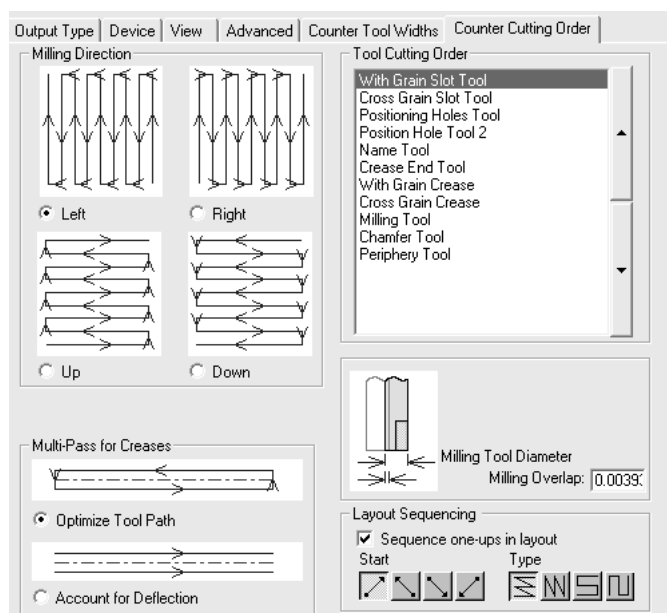 Output Type Device View Advanced Counter Tool Widths Counter Cutting Order
Milling Direction
Left
Right
Up
Down
Multi-Pass for Creases
Optimize Tool Path
Account for Deflection
Tool Cutting Order
With Grain Slot Tool
Cross Grain Slot Tool
Positioning Holes Tool
Position Hole Tool 2
Name Tool
Crease End Tool
With Grain Crease
Cross Grain Crease
Milling Tool
Chamfer Tool
Periphery Tool
Milling Tool Diameter
Milling Overlap:
Layout Sequencing
Sequence one-ups in layout
Start
Type